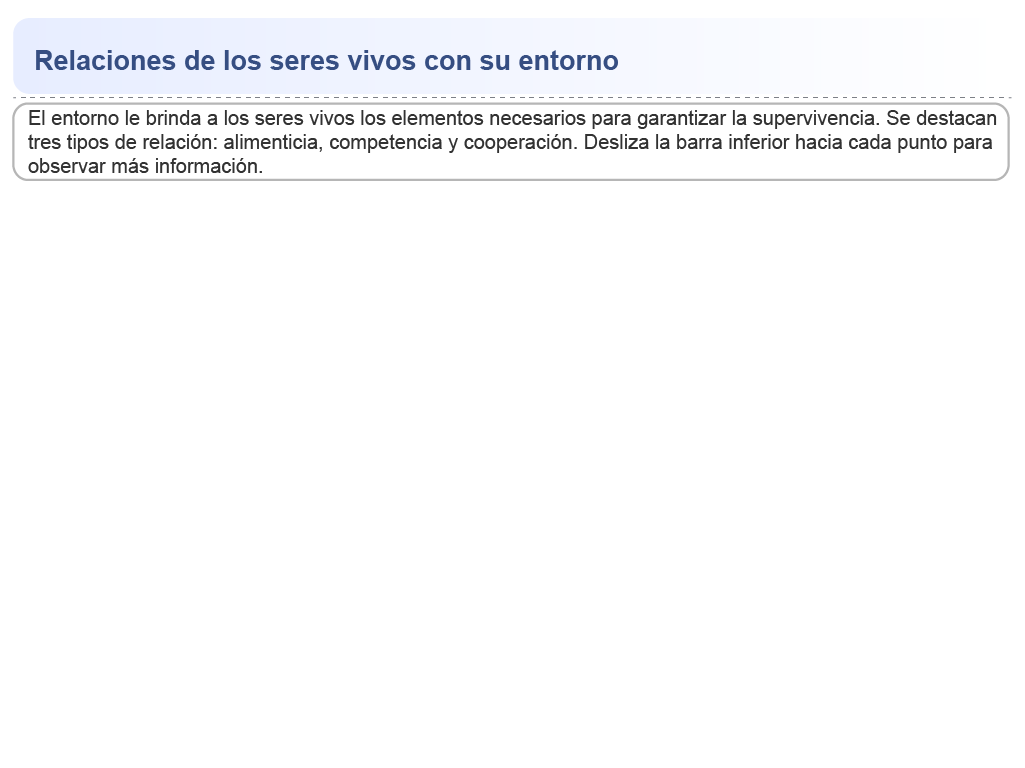 Relaciones de los seres vivos con su entorno
El entorno le brinda a los seres vivos los elementos necesarios para garantizar la supervivencia. Se destacan
tres tipos de relación: alimenticia, competencia y cooperación. Desliza la barra inferior hacia cada punto para
observar más información.